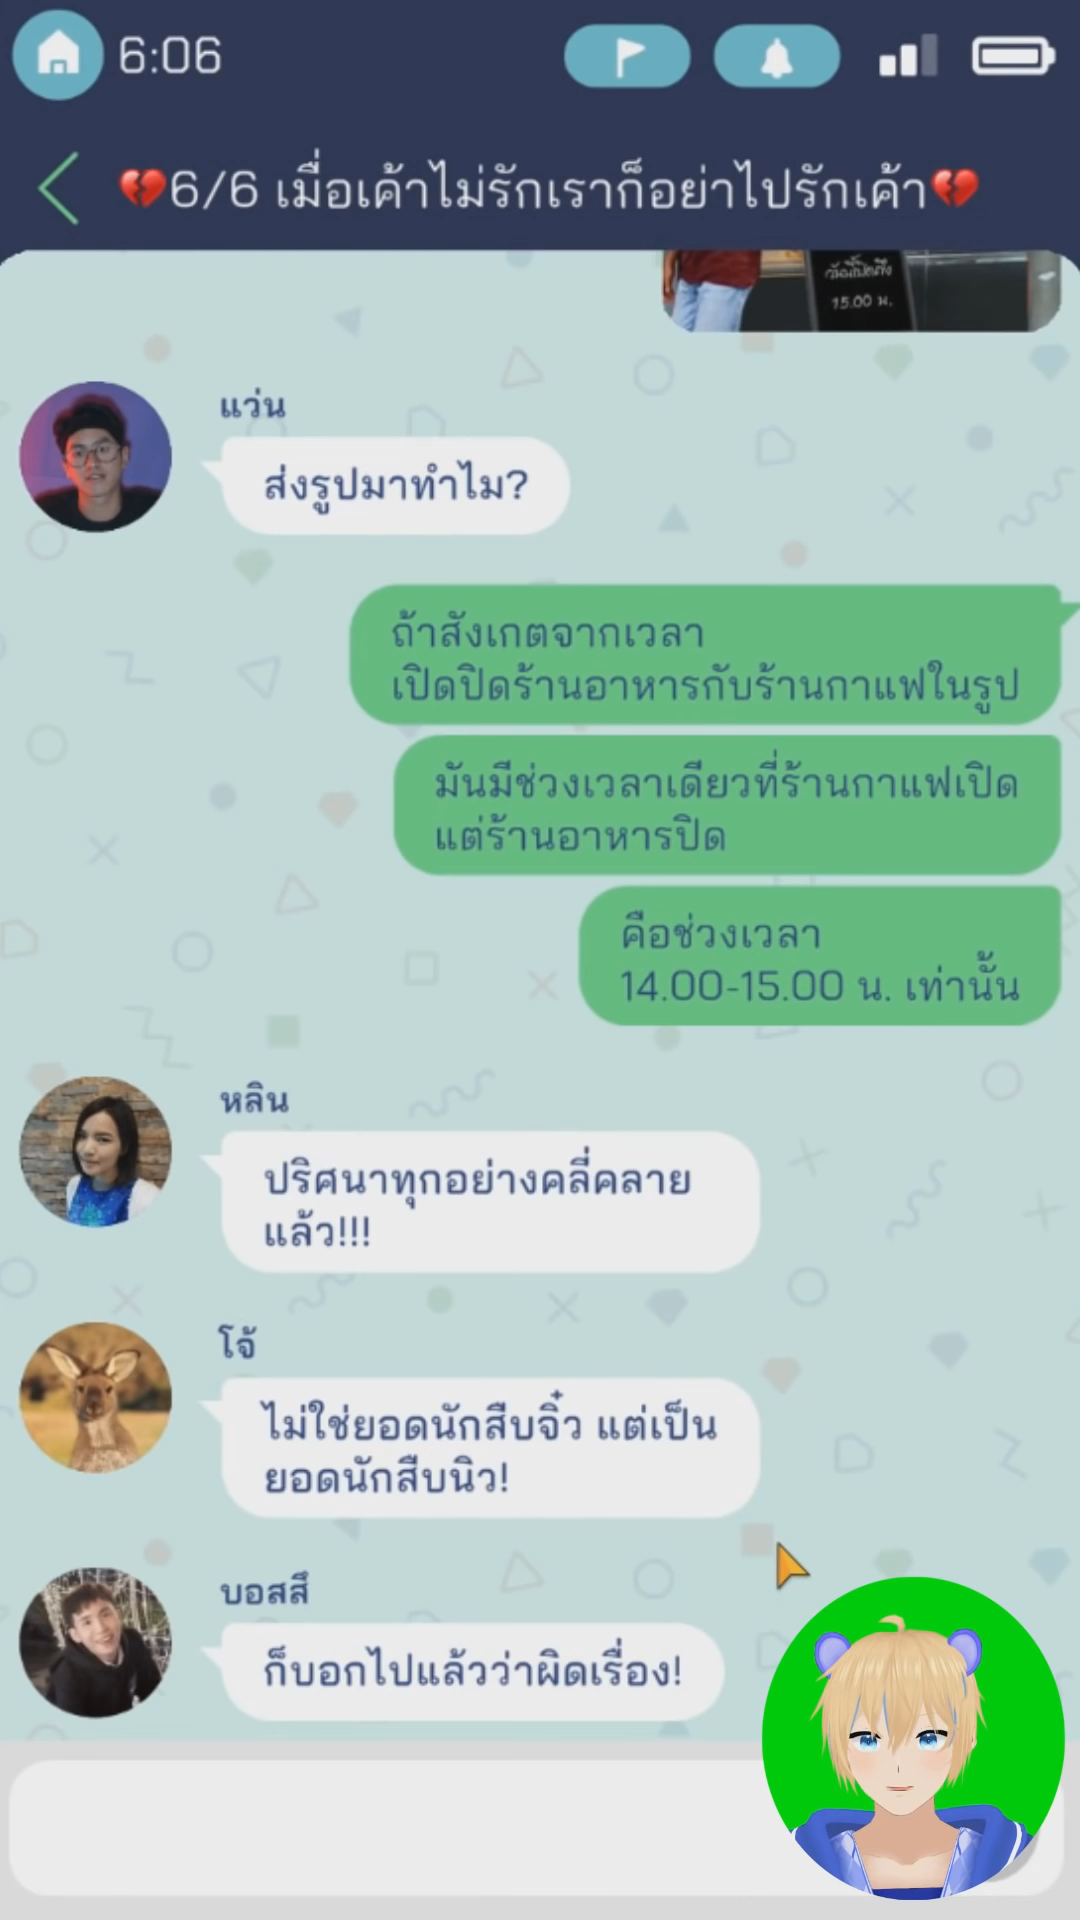 6:06
💔6/6 เมื่อเค้าไม่รักเราก็อย่าไปรักเค้า💔
15.00 น.
แว่น
ส่งรูปมาทำไม?
ถ้าสังเกตจากเวลา
เปิดปิดร้านอาหารกับร้านกาแฟในรูป
มันมีช่วงเวลาเดียวที่ร้านกาแฟเปิด
แต่ร้านอาหารปิด
คือช่วงเวลา
14.00-15.00 น. เท่านั้น
หลิน
ปริศนาทุกอย่างคลี่คลาย
แล้ว!!!
โจ้
ไม่ใช่ยอดนักสืบจิ๋ว แต่เป็น
ยอดนักสืบนิว!
บอสสึ
ก็บอกไปแล้วว่าผิดเรื่อง!